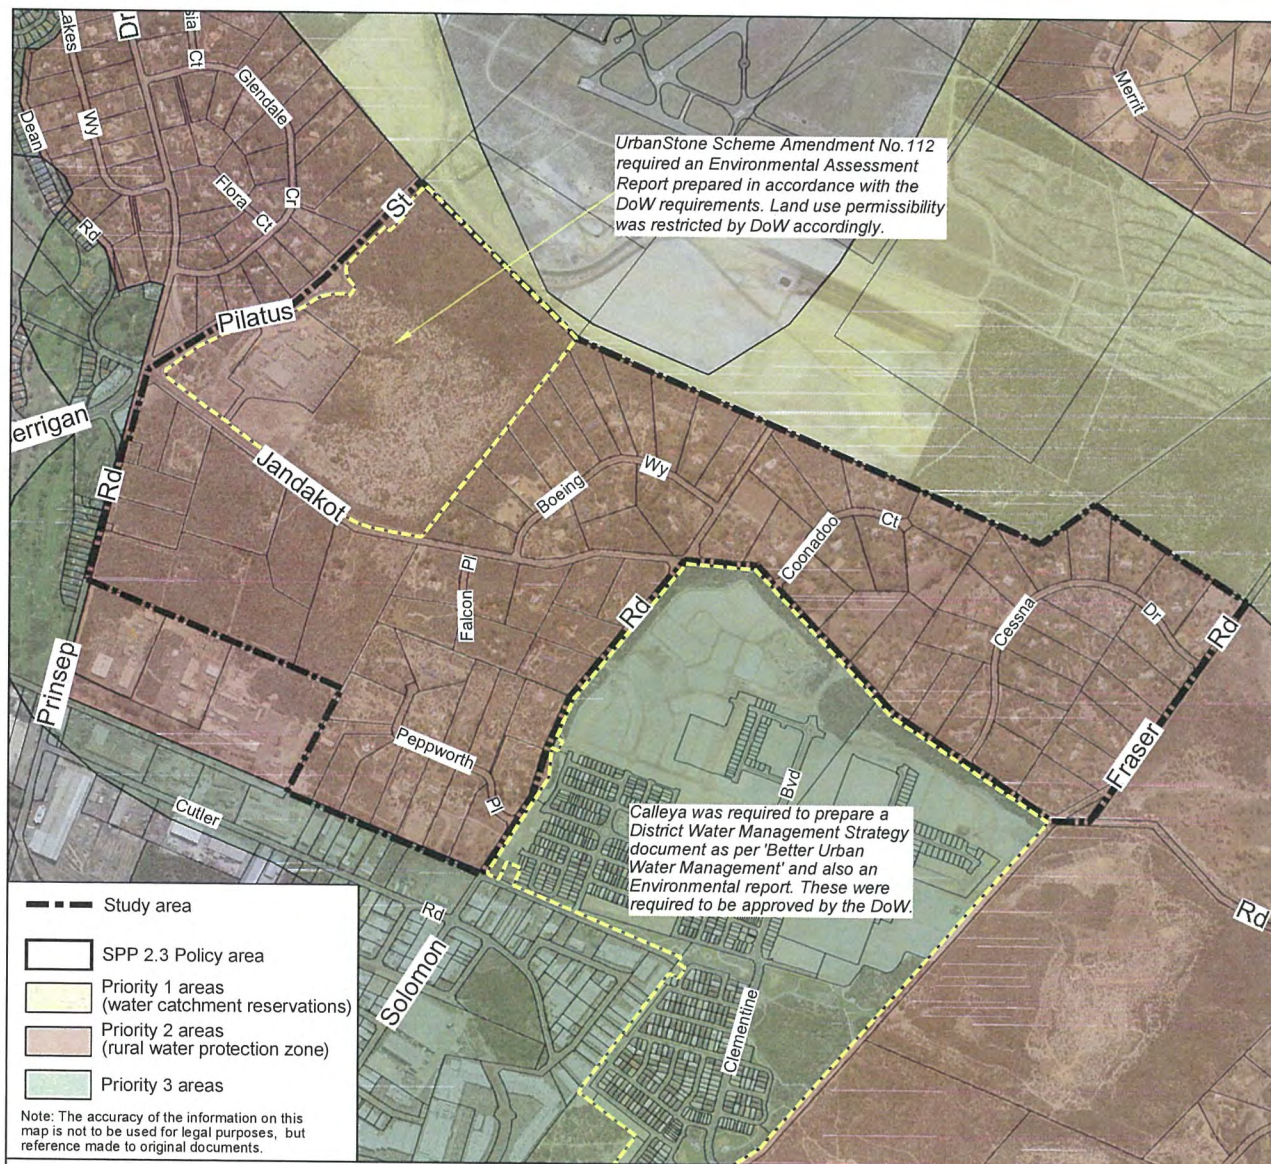 Lakes
Dr
sia
Ct
Glendale
Merrit
Dean
Wy
Flora
Ct
Cr
St
Rd
UrbanStone Scheme Amendment No.112
required an Environmental Assessment
Report prepared in accordance with the
DoW requirements. Land use permissibility
was restricted by DoW accordingly.
Pilatus
errigan
Rd
Jandakot
Boeing
Wy
Coonadoo
Ct
Falcon
Pl
Rd
Cessna
Dr
Rd
Prinsep
Peppworth
Pl
Fraser
Bvd
Cutler
Calleya was required to prepare a
District Water Management Strategy
document as per 'Better Urban
Water Management' and also an
Environmental report. These were
required to be approved by the DoW.
Rd
Rd
Solomon
Clementine
Study area
SPP 2.3 Policy area
Priority 1 areas
(water catchment reservations)
Priority 2 areas
(rural water protection zone)
Priority 3 areas
Note: The accuracy of the information on this
map is not to be used for legal purposes, but
reference made to original documents.